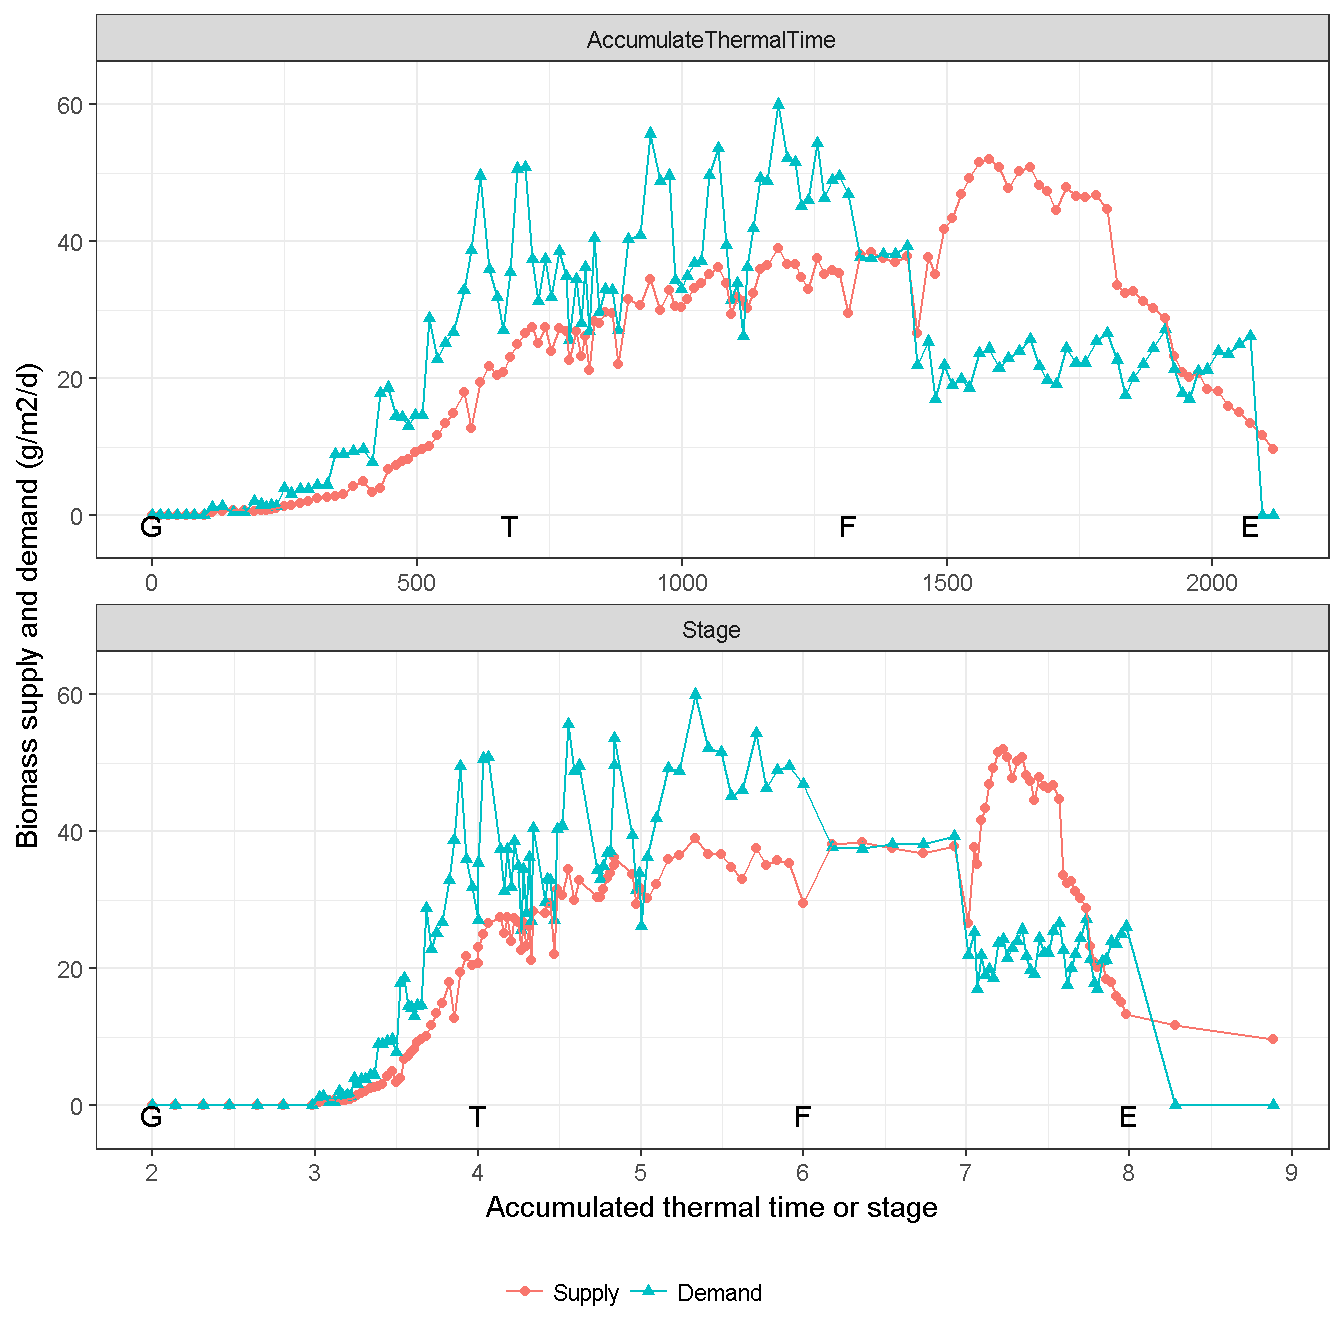 AccumulateThermalTime
60
40
20
0
G T F E
0 500 1000 1500 2000
Biomass supply and demand (g/m2/d)
Stage
60
40
20
0
G T F E
2 3 4 5 6 7 8 9
Accumulated thermal time or stage
Supply Demand